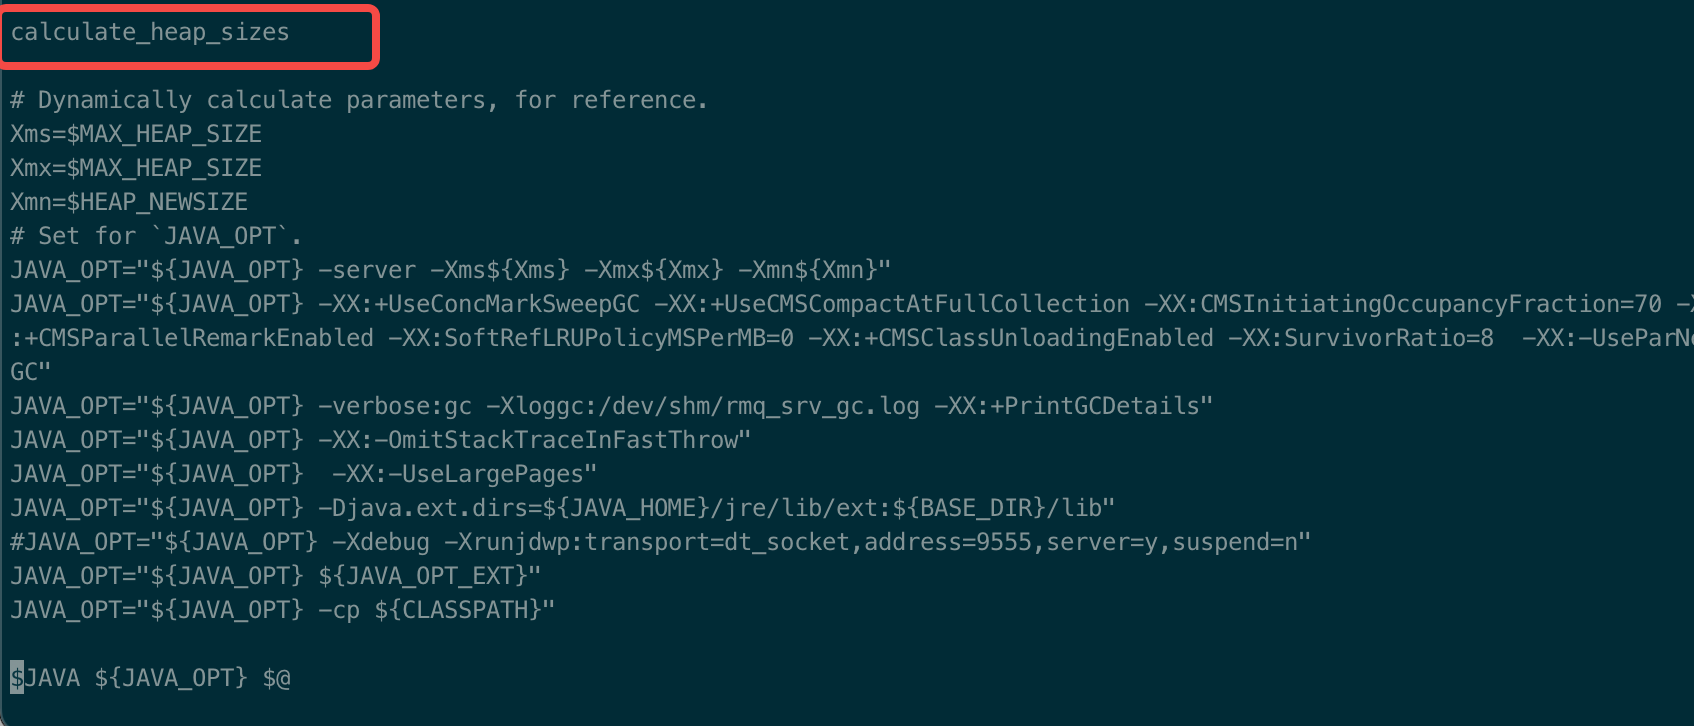 calculate_heap_sizes
# Dynamically calculate parameters, for reference.
Xms=$MAX_HEAP_SIZE
Xmx=$MAX_HEAP_SIZE
Xmn=$HEAP_NEWSIZE
# Set for `JAVA_OPT`.
JAVA_OPT="${JAVA_OPT} -server -Xms${Xms} -Xmx${Xmx} -Xmn${Xmn}"
JAVA_OPT="${JAVA_OPT} -XX:+UseConcMarkSweepGC -XX:+UseCMSCompactAtFullCollection -XX:CMSInitiatingOccupancyFraction=70 -X
:+CMSParallelRemarkEnabled -XX:SoftRefLRUPolicyMSPerMB=0 -XX:+CMSClassUnloadingEnabled -XX:SurvivorRatio=8  -XX:-UseParNe
GC"
JAVA_OPT="${JAVA_OPT} -verbose:gc -Xloggc:/dev/shm/rmq_srv_gc.log -XX:+PrintGCDetails"
JAVA_OPT="${JAVA_OPT} -XX:-OmitStackTraceInFastThrow"
JAVA_OPT="${JAVA_OPT}  -XX:-UseLargePages"
JAVA_OPT="${JAVA_OPT} -Djava.ext.dirs=${JAVA_HOME}/jre/lib/ext:${BASE_DIR}/lib"
#JAVA_OPT="${JAVA_OPT} -Xdebug -Xrunjdwp:transport=dt_socket,address=9555,server=y,suspend=n"
JAVA_OPT="${JAVA_OPT} ${JAVA_OPT_EXT}"
JAVA_OPT="${JAVA_OPT} -cp ${CLASSPATH}"
$JAVA ${JAVA_OPT} $@